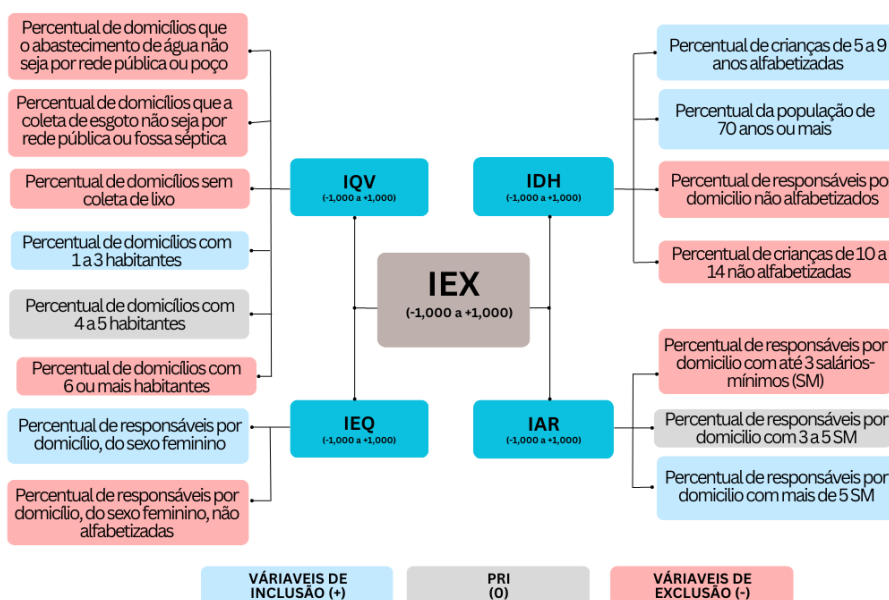 Percentual de domicílios que
o abastecimento de água não
seja por rede pública ou poço
Percentual de domicílios que a
coleta de esgoto não seja por
rede pública ou fossa séptica
Percentual de domicílios sem
coleta de lixo
Percentual de domicílios com
1 a 3 habitantes
Percentual de domicílios com
4 a 5 habitantes
Percentual de domicílios com
6 ou mais habitantes
Percentual de responsáveis por
domicílio, do sexo feminino
Percentual de responsáveis por
domicílio, do sexo feminino, não
alfabetizadas
IQV
(-1,000 a +1,000)
IEQ
(-1,000 a +1,000)
IEX
(-1,000 a +1,000)
IDH
(-1,000 a +1,000)
IAR
(-1,000 a +1,000)
Percentual de crianças de 5 a 9
anos alfabetizadas
Percentual da população de
70 anos ou mais
Percentual de responsáveis por
domicilio não alfabetizados
Percentual de crianças de 10 a
14 não alfabetizadas
Percentual de responsáveis por
domicilio com até 3 salários-
mínimos (SM)
Percentual de responsáveis por
domicilio com 3 a 5 SM
Percentual de responsáveis por
domicilio com mais de 5 SM
VÁRIAVEIS DE
INCLUSÃO (+)
PRI
(0)
VÁRIAVEIS DE
EXCLUSÃO (-)